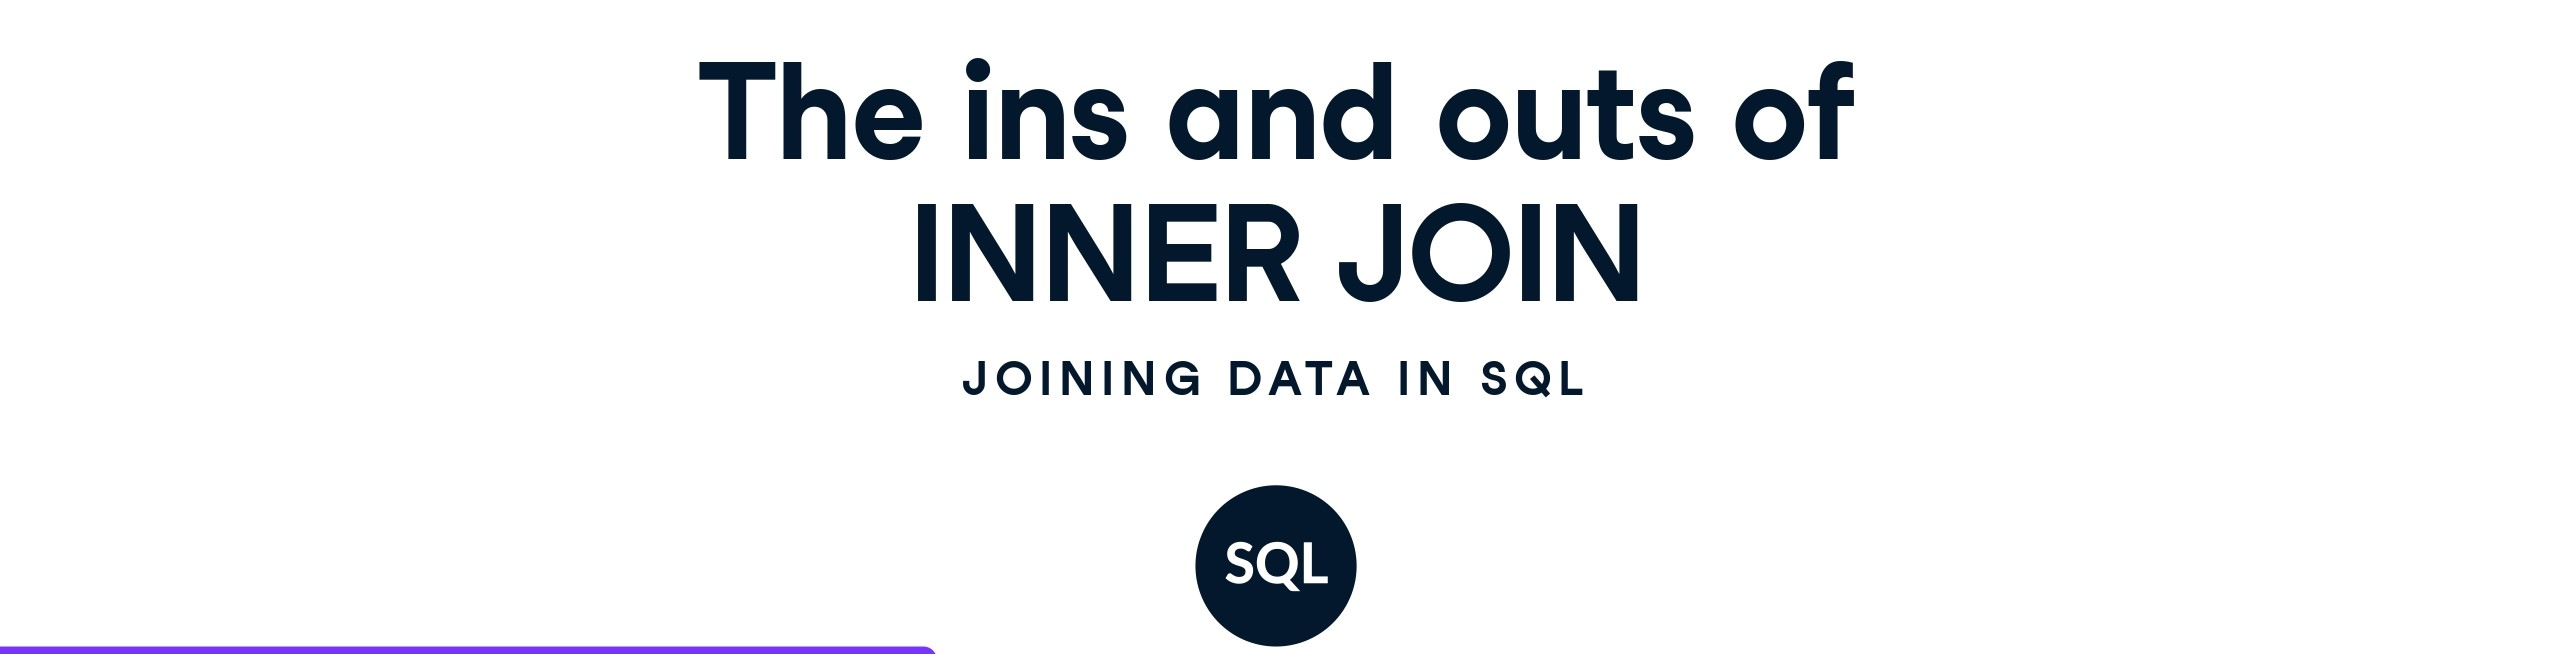 The ins and outs of
INNER JOIN
JOINING DATA IN SQL
SQL